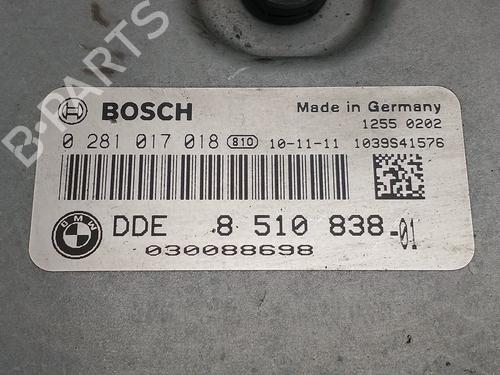 B-PARTS
BOSCH
Made in Germany
1255 0202
0 281 017 018 810 10-11-11 1039S41576
BMW
DDE 8 510 838-01
030088698